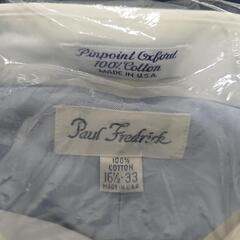 Pinpoint Oxford
100% Cotton
MADE IN U.S.A.
Paul Fredrick
100%
COTTON
16½-33
MADE IN U.S.A.